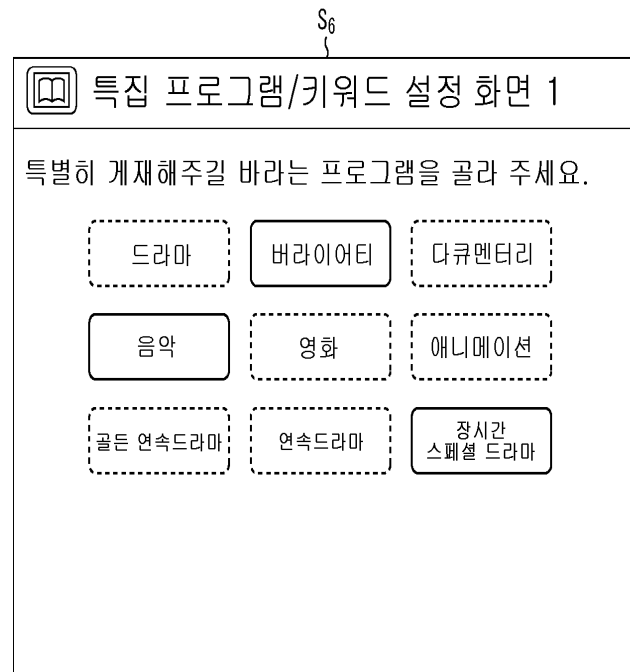 S6
특집 프로그램/키워드 설정 화면 1
특별히 게재해주길 바라는 프로그램을 골라 주세요.
드라마 버라이어티 다큐멘터리
음악 영화 애니메이션
골든 연속드라마 연속드라마 장시간
스페셜 드라마